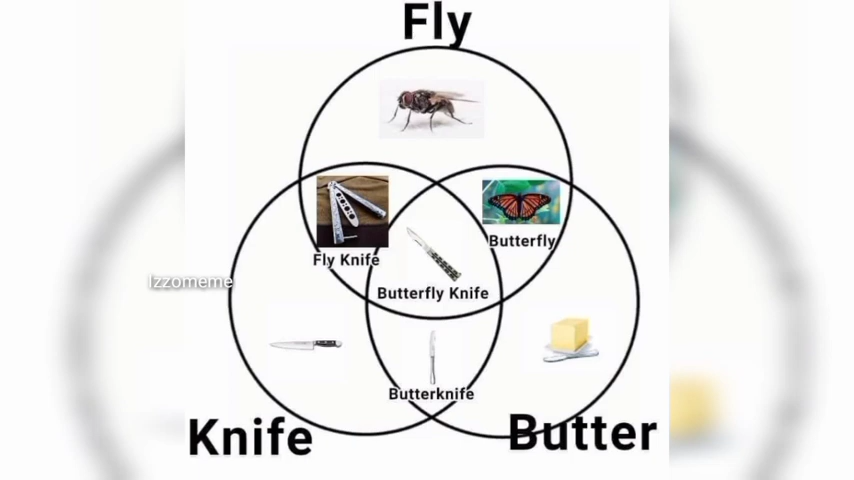 Fly
Butterfly
Fly Knife
Izzomeme
Butterfly Knife
Butterknife
Knife
Butter